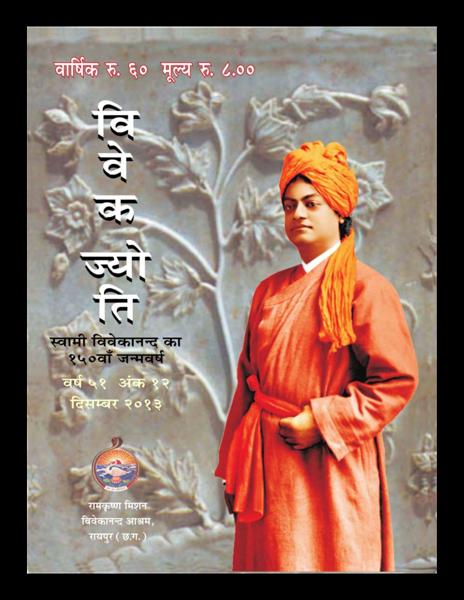 वार्षिक रु. ६० मूल्य रु. ८.००
वि
वे
क
ज्यो
ति
स्वामी विवेकानन्द का
१५०वाँ जन्मवर्ष
वर्ष ५१ अंक १२
दिसम्बर २०१३
रामकृष्ण मिशन
विवेकानन्द आश्रम,
रायपुर (छ.ग.)